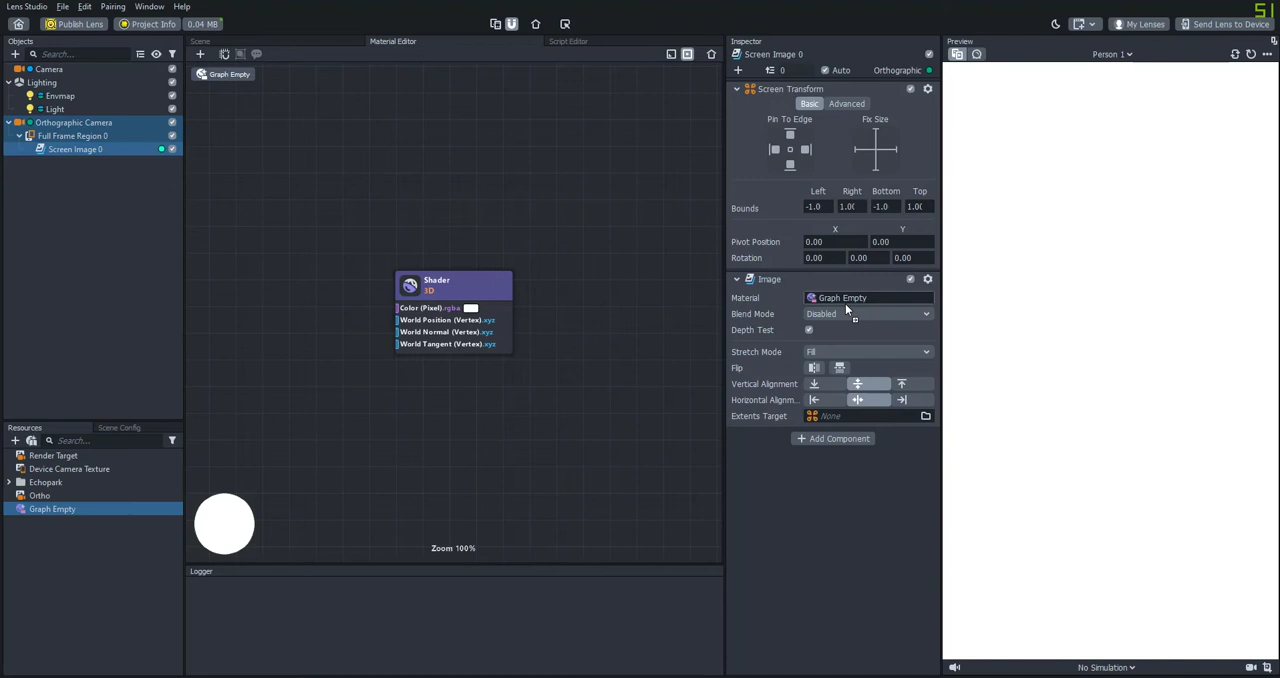 Lens Studio File Edit Pairing Window Help
51
Publish Lens Project Info 0.04 MB My Lenses Send Lens to Device
Objects
Search...
Camera
Lighting
Envmap
Light
Orthographic Camera
Full Frame Region 0
Screen Image 0
Resources Scene Config
Search...
Render Target
Device Camera Texture
Echopark
Ortho
Graph Empty
Scene Material Editor Script Editor
Graph Empty
Shader
3D
Color (Pixel).rgba
World Position (Vertex).xyz
World Normal (Vertex).xyz
World Tangent (Vertex).xyz
Zoom 100%
Logger
Inspector
Screen Image 0
0 Auto Orthographic
Screen Transform
Basic Advanced
Pin To Edge Fix Size
Left Right Bottom Top
Bounds -1.0 1.0 -1.0 1.0
X Y
Pivot Position 0.00 0.00
Rotation 0.00 0.00 0.00
Image
Material Graph Empty
Blend Mode Disabled
Depth Test
Stretch Mode Fill
Flip
Vertical Alignment
Horizontal Alignm...
Extents Target None
+ Add Component
Preview
Person 1
No Simulation